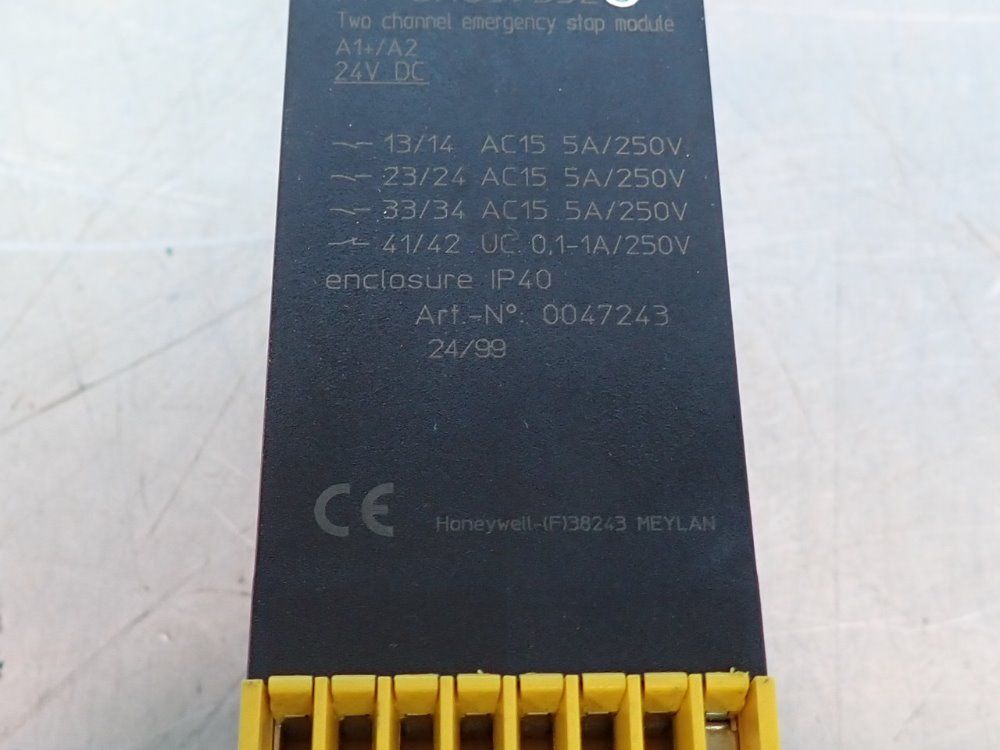 Two channel emergency stop module
A1+/A2
24V DC
13/14 AC15 5A/250V
23/24 AC15 5A/250V
33/34 AC15 5A/250V
41/42 UC 0,1-1A/250V
enclosure IP40
Art.-N°: 0047243
24/99
CE
Honeywell-(F)38243 MEYLAN